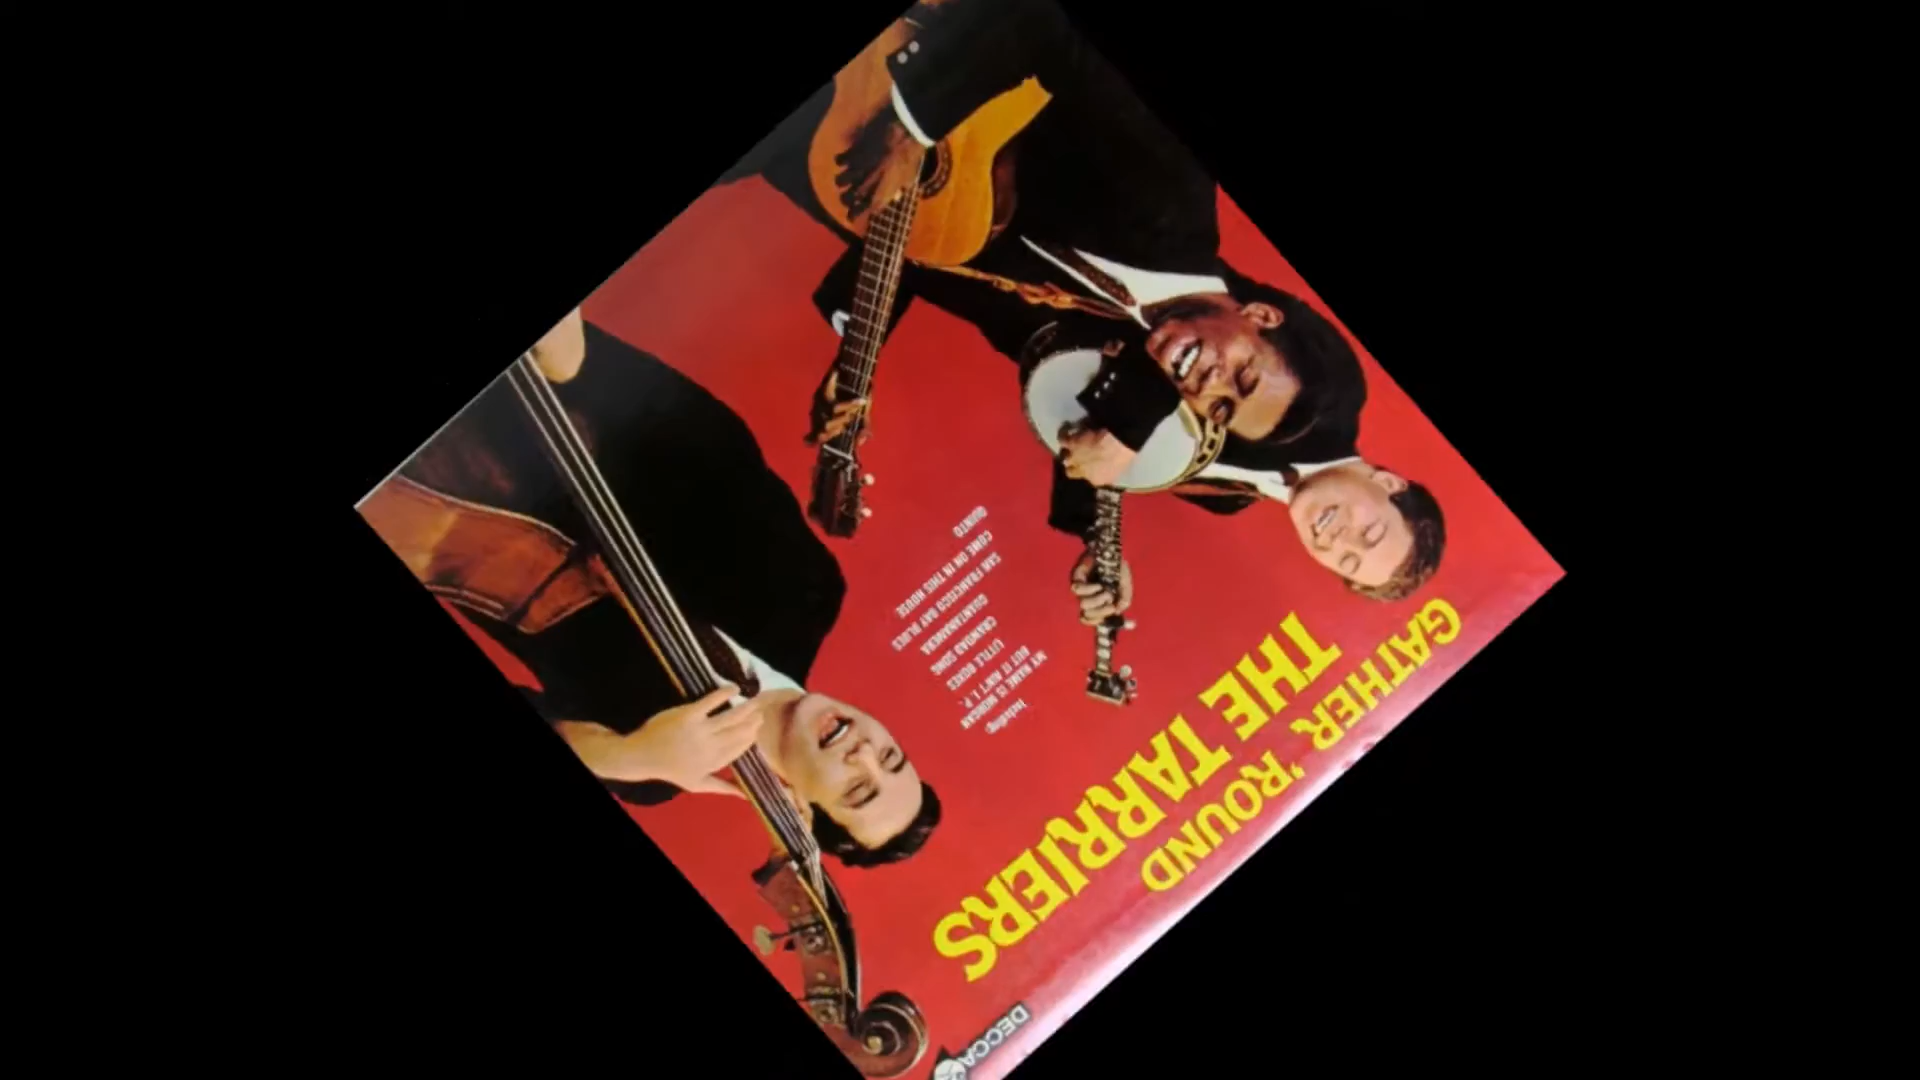 GATHER 'ROUND
THE TARRIERS
DECCA
including:
MY NAME IS MORGAN
BUT IT AIN'T J. P.
LITTLE BOXES
CRAWDAD SONG
GUANTANAMERA
SAN FRANCISCO BAY BLUES
COME ON IN THIS HOUSE
QUINTO